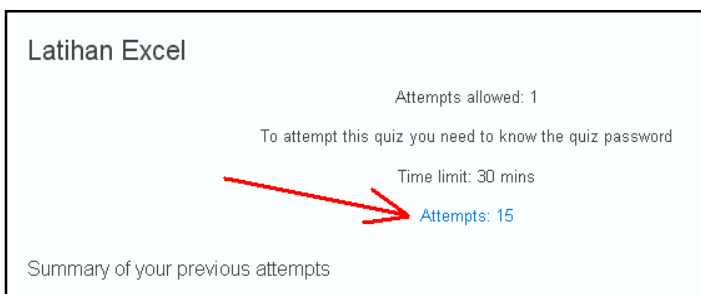 Latihan Excel
Attempts allowed: 1
To attempt this quiz you need to know the quiz password
Time limit: 30 mins
Attempts: 15
Summary of your previous attempts